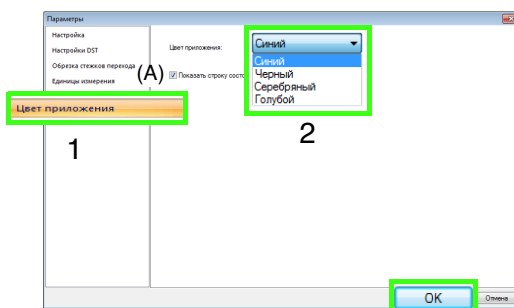 Параметры
Настройка
Настройки DST
Обрезка стежков перехода
Единицы измерения
Цвет приложения
1
Цвет приложения:
Синий
(A)
Показать строку состо
Синий
Черный
Серебряный
Голубой
2
OK
Отмена